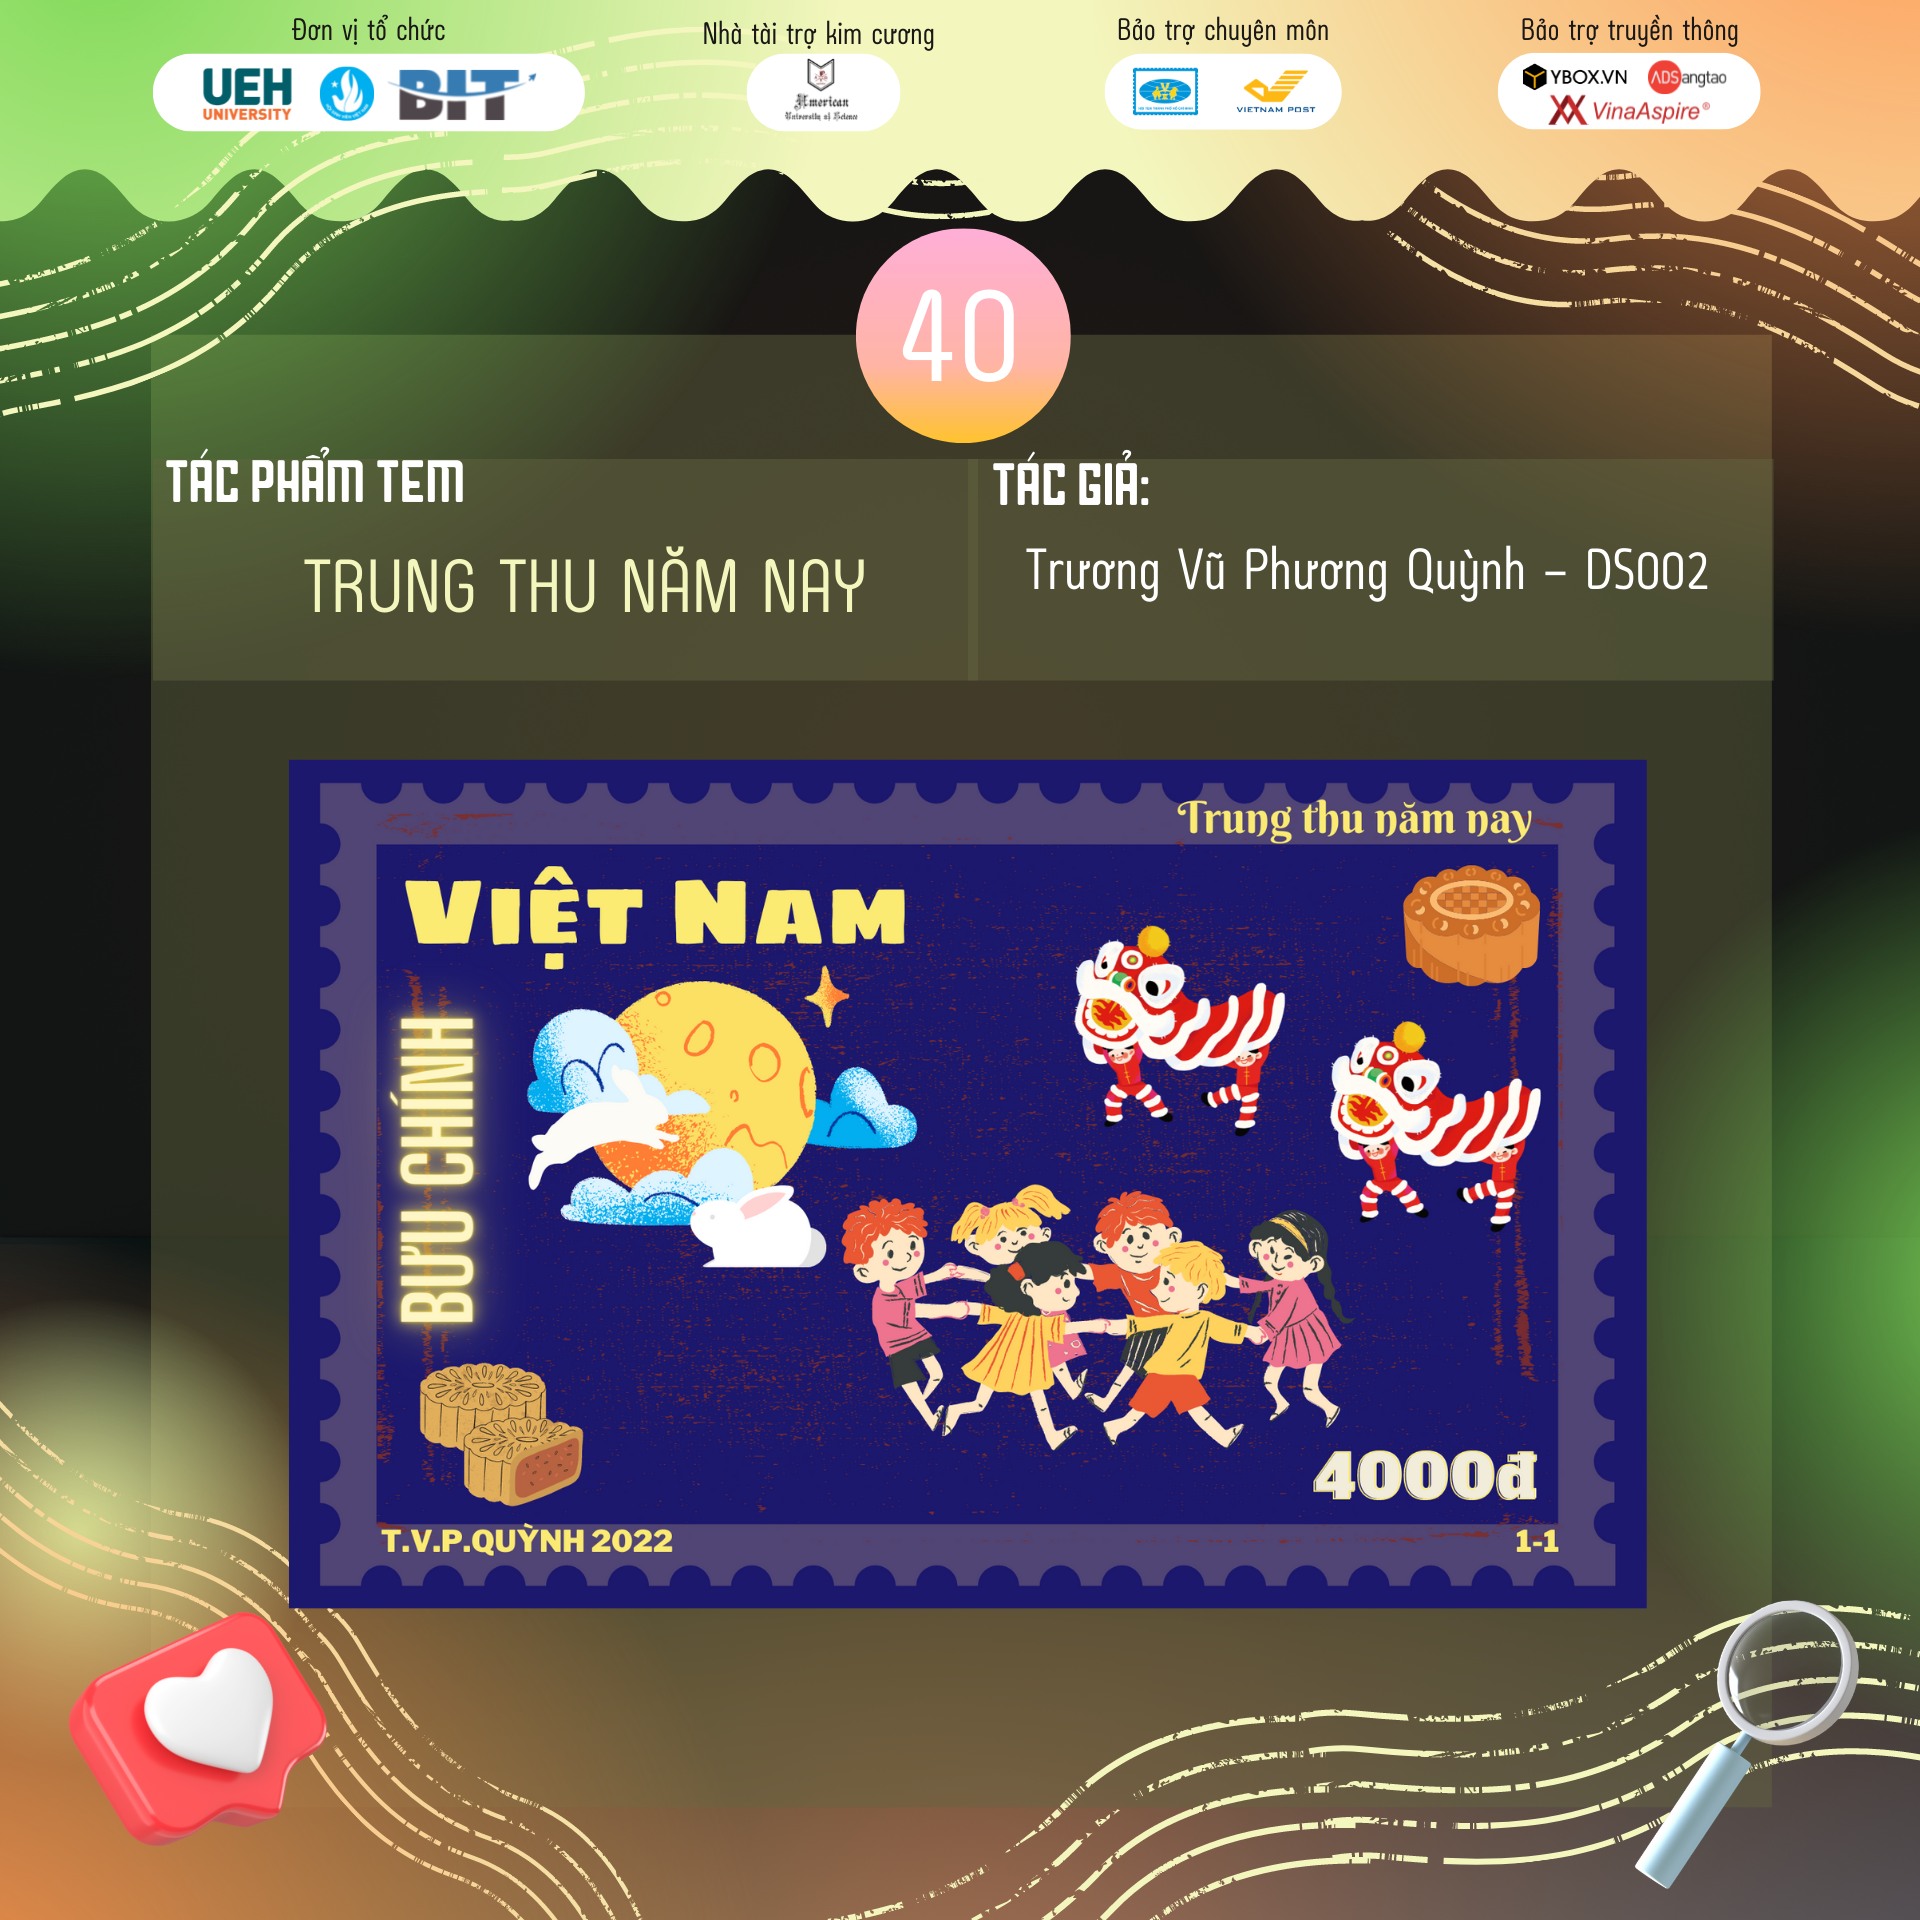 Đơn vị tổ chức
Nhà tài trợ kim cương
Bảo trợ chuyên môn
Bảo trợ truyền thông
UEH
UNIVERSITY
BIT
American
University of Science
VIETNAM POST
YBOX.VN
ADSangtao
VinaAspire®
40
TÁC PHẨM TEM
TRUNG THU NĂM NAY
TÁC GIẢ:
Trương Vũ Phương Quỳnh – DS002
Trung thu năm nay
VIỆT NAM
BƯU CHÍNH
4000đ
T.V.P.QUỲNH 2022
1-1